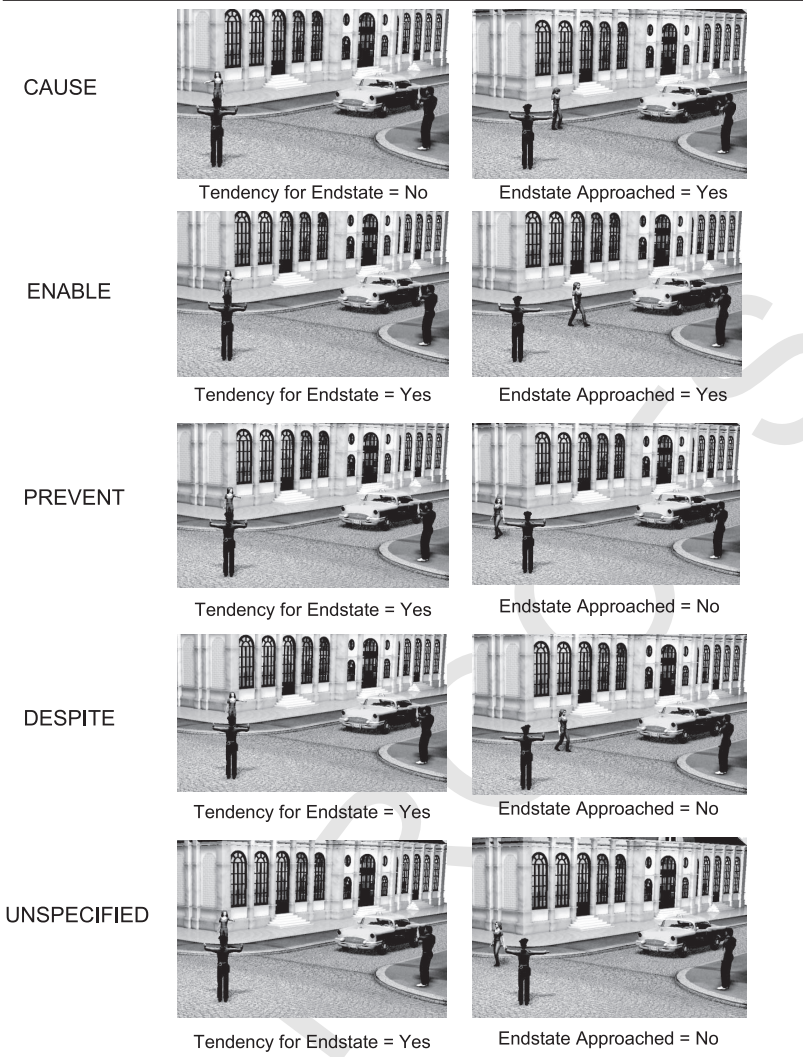 CAUSE
Tendency for Endstate = No
Endstate Approached = Yes
ENABLE
Tendency for Endstate = Yes
Endstate Approached = Yes
PREVENT
Tendency for Endstate = Yes
Endstate Approached = No
DESPITE
Tendency for Endstate = Yes
Endstate Approached = No
UNSPECIFIED
Tendency for Endstate = Yes
Endstate Approached = No